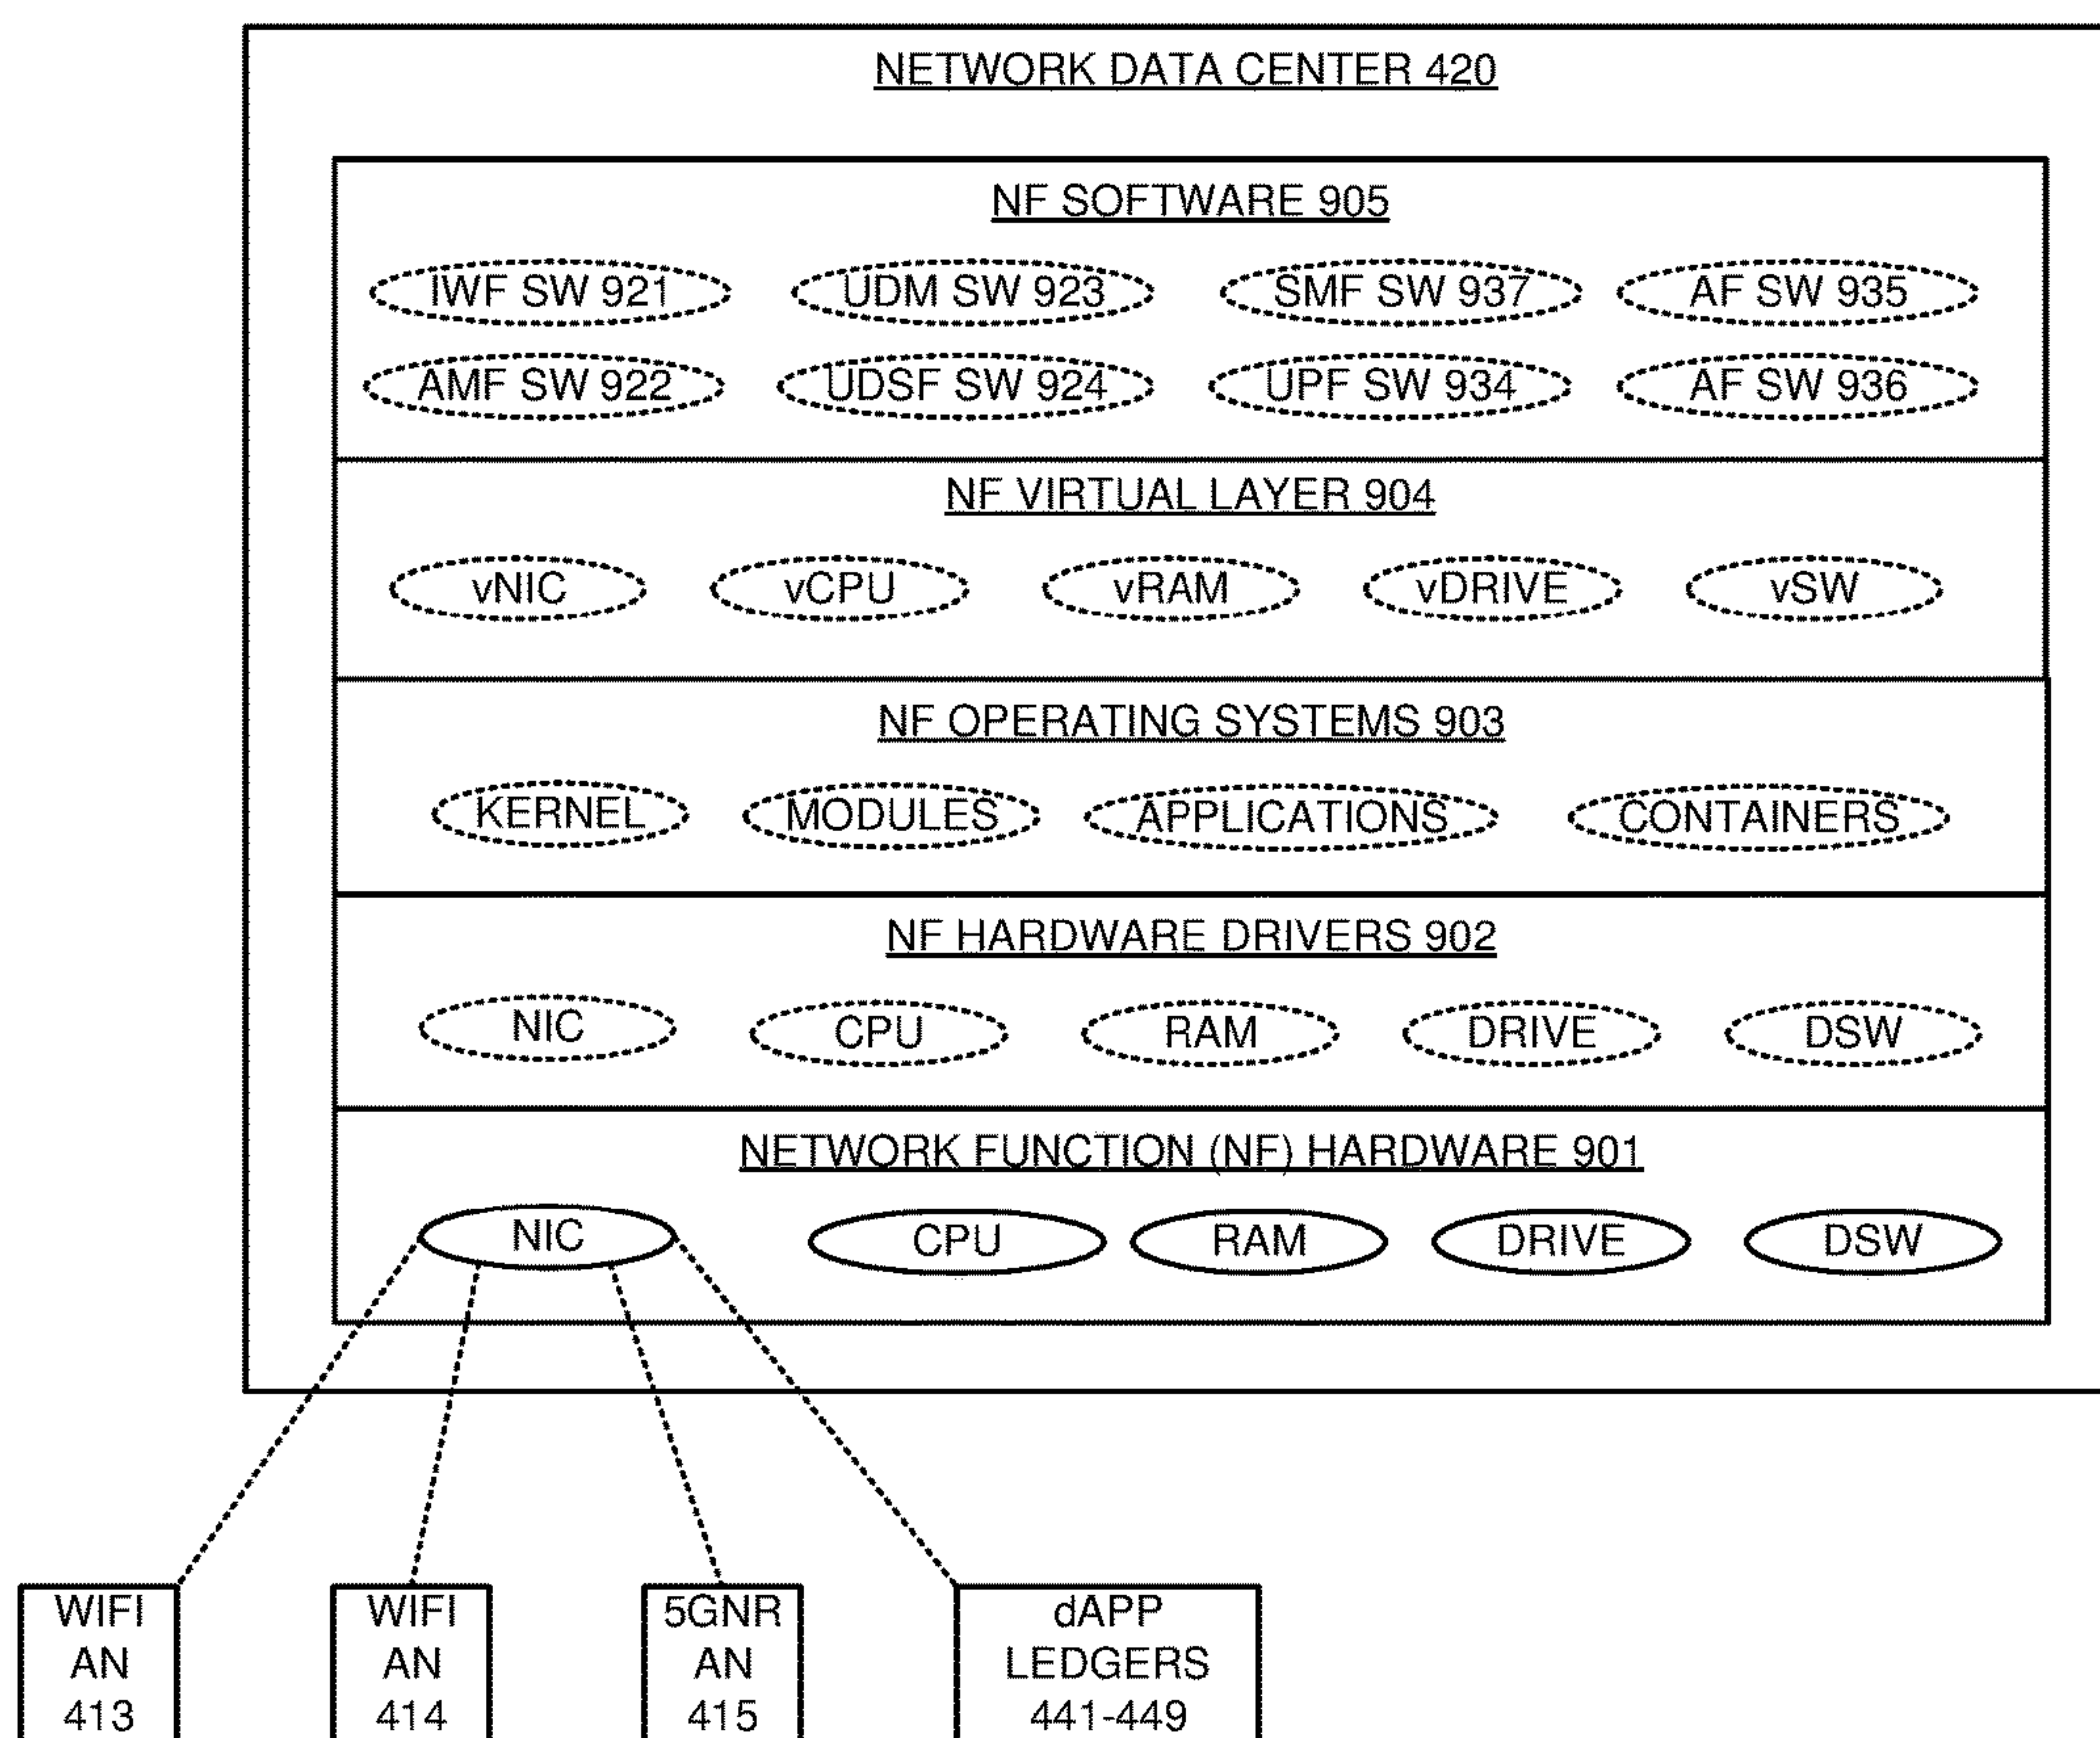 NETWORK DATA CENTER 420
NF SOFTWARE 905
IWF SW 921 UDM SW 923 SMF SW 937 AF SW 935
AMF SW 922 UDSF SW 924 UPF SW 934 AF SW 936
NF VIRTUAL LAYER 904
vNIC vCPU vRAM vDRIVE vSW
NF OPERATING SYSTEMS 903
KERNEL MODULES APPLICATIONS CONTAINERS
NF HARDWARE DRIVERS 902
NIC CPU RAM DRIVE DSW
NETWORK FUNCTION (NF) HARDWARE 901
NIC CPU RAM DRIVE DSW
WIFI
AN
413
WIFI
AN
414
5GNR
AN
415
dAPP
LEDGERS
441-449